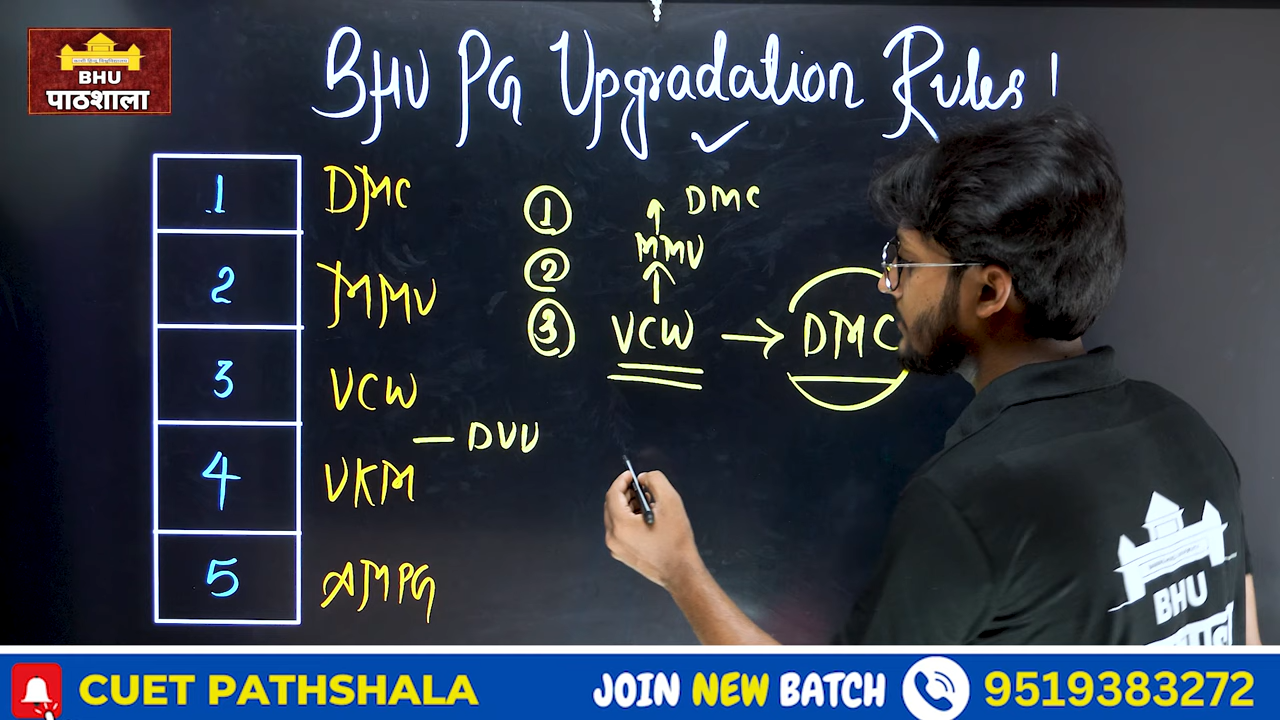 BHU
पाठशाला
BHU PG Upgradation Rules!
1 DMC
2 MMV
3 VCW
— DVV
4 VKM
5 AMPG
1 ↑ DMC
2 ↑ MMV
3 VCW → DMC
BHU
CUET PATHSHALA
JOIN NEW BATCH
9519383272